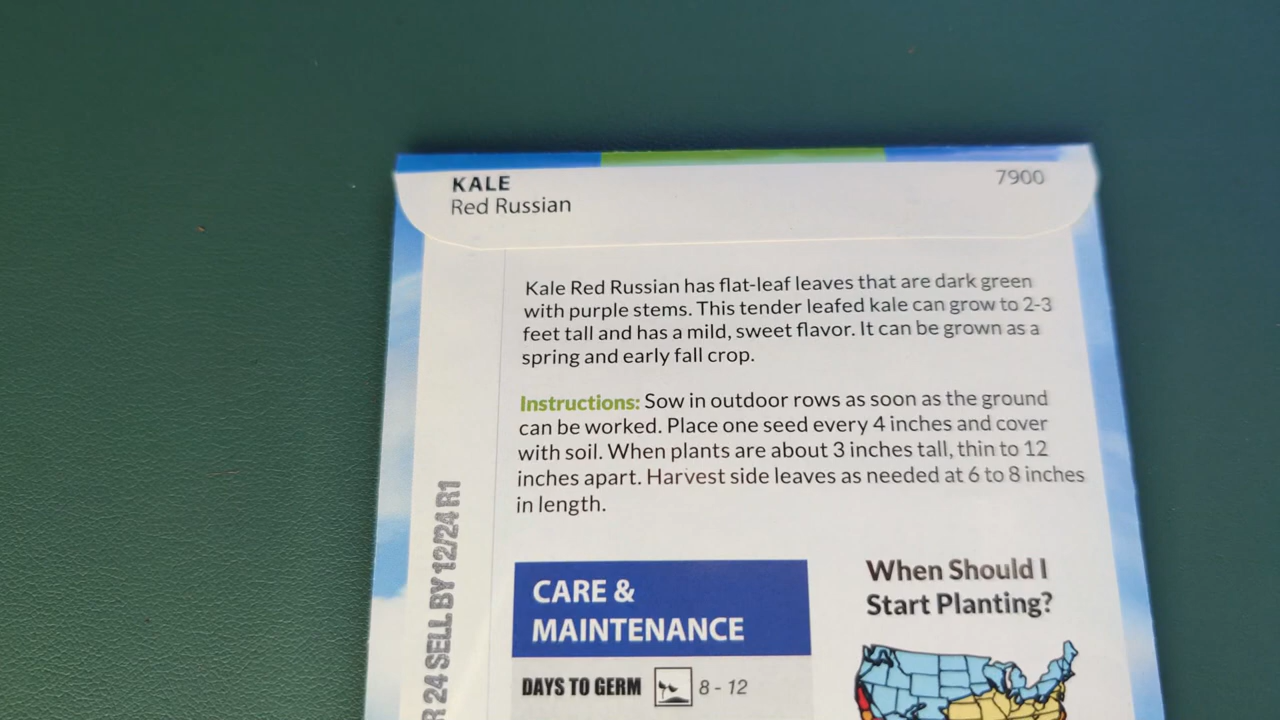 KALE
Red Russian
7900
Kale Red Russian has flat-leaf leaves that are dark green
with purple stems. This tender leafed kale can grow to 2-3
feet tall and has a mild, sweet flavor. It can be grown as a
spring and early fall crop.
Instructions: Sow in outdoor rows as soon as the ground
can be worked. Place one seed every 4 inches and cover
with soil. When plants are about 3 inches tall, thin to 12
inches apart. Harvest side leaves as needed at 6 to 8 inches
in length.
24 SELL BY 12/24 R1
CARE &
MAINTENANCE
DAYS TO GERM 8 - 12
When Should I
Start Planting?